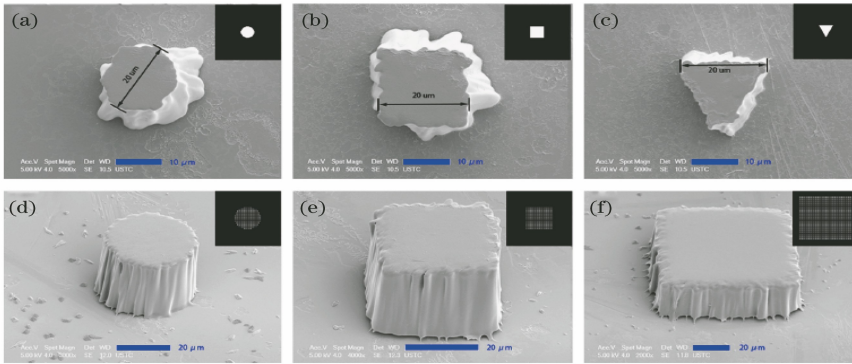 (a)
20 um
Acc.V Spot Magn Det WD
5.00 kV 4.0 5000x SE 10.5 USTC
10 μm
(b)
20 um
Acc.V Spot Magn Det WD
5.00 kV 4.0 5000x SE 10.5 USTC
10 μm
(c)
20 um
Acc.V Spot Magn Det WD
5.00 kV 4.0 5000x SE 10.5 USTC
10 μm
(d)
Acc.V Spot Magn Det WD
20 μm
(e)
Acc.V Spot Magn Det WD
20 μm
(f)
Acc.V Spot Magn Det WD
20 μm